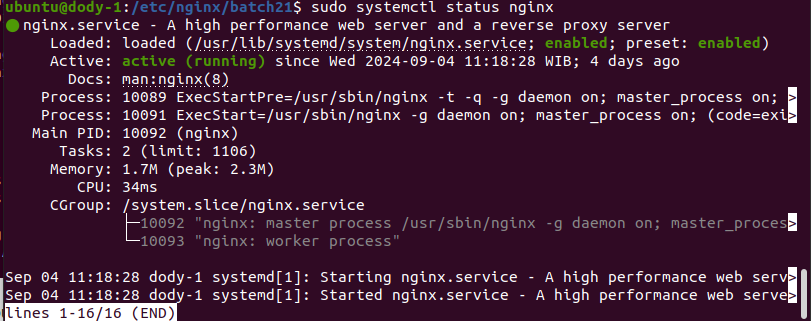 ubuntu@dody-1:/etc/nginx/batch21$ sudo systemctl status nginx
● nginx.service - A high performance web server and a reverse proxy server
Loaded: loaded (/usr/lib/systemd/system/nginx.service; enabled; preset: enabled)
Active: active (running) since Wed 2024-09-04 11:18:28 WIB; 4 days ago
Docs: man:nginx(8)
Process: 10089 ExecStartPre=/usr/sbin/nginx -t -q -g daemon on; master_process on; >
Process: 10091 ExecStart=/usr/sbin/nginx -g daemon on; master_process on; (code=exi>
Main PID: 10092 (nginx)
Tasks: 2 (limit: 1106)
Memory: 1.7M (peak: 2.3M)
CPU: 34ms
CGroup: /system.slice/nginx.service
├─10092 "nginx: master process /usr/sbin/nginx -g daemon on; master_proces>
└─10093 "nginx: worker process"
Sep 04 11:18:28 dody-1 systemd[1]: Starting nginx.service - A high performance web serv>
Sep 04 11:18:28 dody-1 systemd[1]: Started nginx.service - A high performance web serve>
lines 1-16/16 (END)